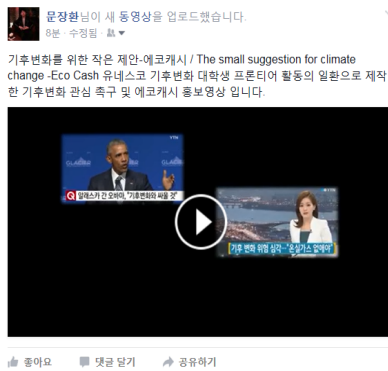 문장환님이 새 동영상을 업로드했습니다.
8분 · 수정됨 ·
기후변화를 위한 작은 제안-에코캐시 / The small suggestion for climate
change -Eco Cash 유네스코 기후변화 대학생 프론티어 활동의 일환으로 제작
한 기후변화 관심 촉구 및 에코캐시 홍보영상 입니다.
YTN
GLACIER
알래스카 간 오바마, "기후변화와 싸울 것"
YTN
기후 변화 위험 심각…"온실가스 없애야"
좋아요 댓글 달기 공유하기